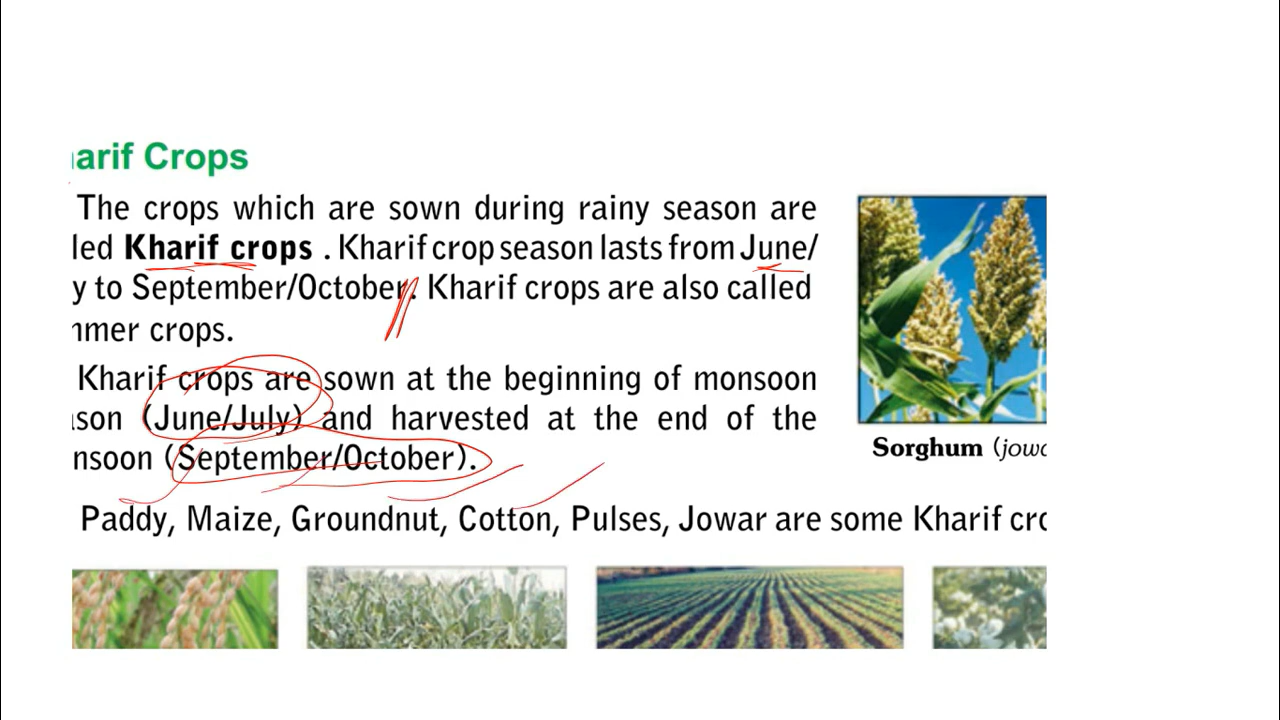 arif Crops
The crops which are sown during rainy season are
led Kharif crops . Kharif crop season lasts from June/
y to September/October. Kharif crops are also called
mmer crops.
Kharif crops are sown at the beginning of monsoon
son (June/July) and harvested at the end of the
nsoon (September/October).
Sorghum (jowa
Paddy, Maize, Groundnut, Cotton, Pulses, Jowar are some Kharif cro